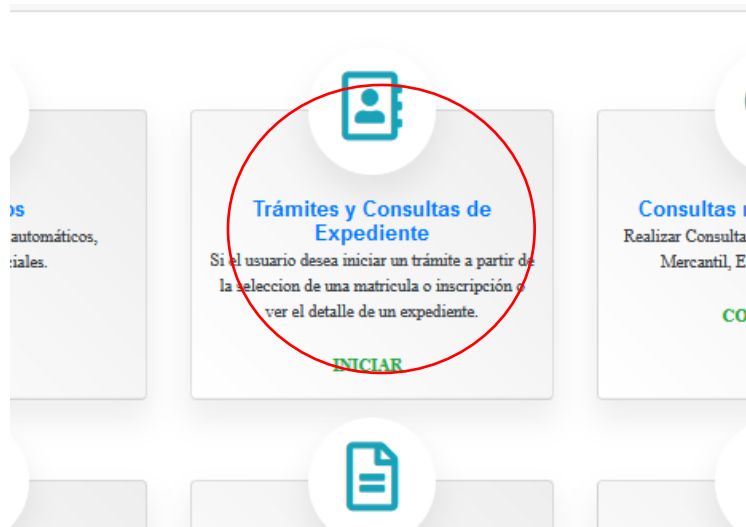 os
automáticos,
ciales.
Trámites y Consultas de
Expediente
Si el usuario desea iniciar un trámite a partir de
la seleccion de una matricula o inscripción o
ver el detalle de un expediente.
INICIAR
Consultas
Realizar Consulta
Mercantil, E
CO